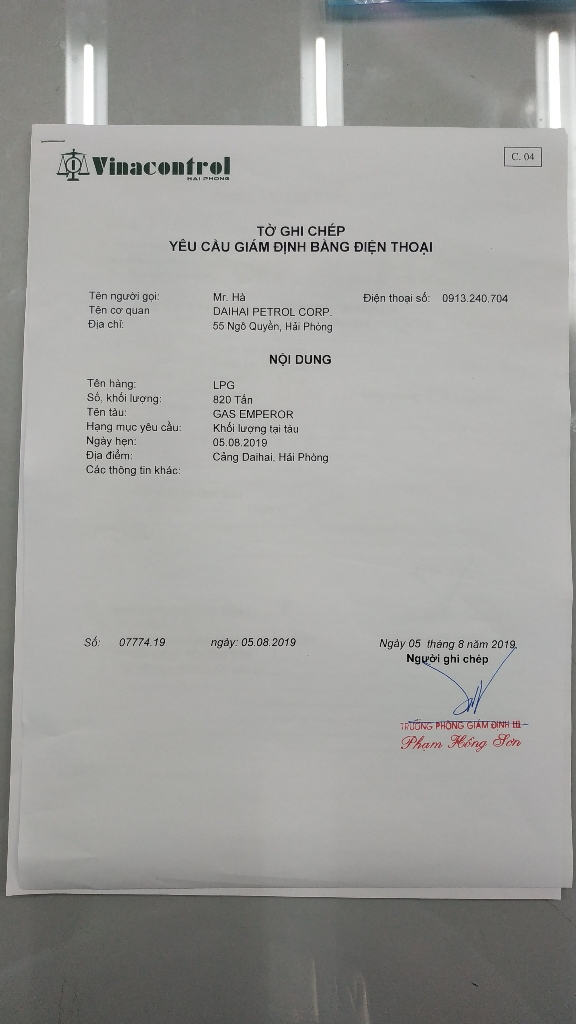 Vinacontrol
HAI PHONG
C. 04
TỜ GHI CHÉP
YÊU CẦU GIÁM ĐỊNH BẰNG ĐIỆN THOẠI
Tên người gọi: Mr. Hà Điện thoại số: 0913.240.704
Tên cơ quan DAIHAI PETROL CORP.
Địa chỉ: 55 Ngô Quyền, Hải Phòng
NỘI DUNG
Tên hàng: LPG
Số, khối lượng: 820 Tấn
Tên tàu: GAS EMPEROR
Hạng mục yêu cầu: Khối lượng tại tàu
Ngày hẹn: 05.08.2019
Địa điểm: Cảng Daihai, Hải Phòng
Các thông tin khác:
Số: 07774.19 ngày: 05.08.2019 Ngày 05 tháng 8 năm 2019
Người ghi chép
TRƯỞNG PHÒNG GIÁM ĐỊNH
Phạm Hồng Sơn